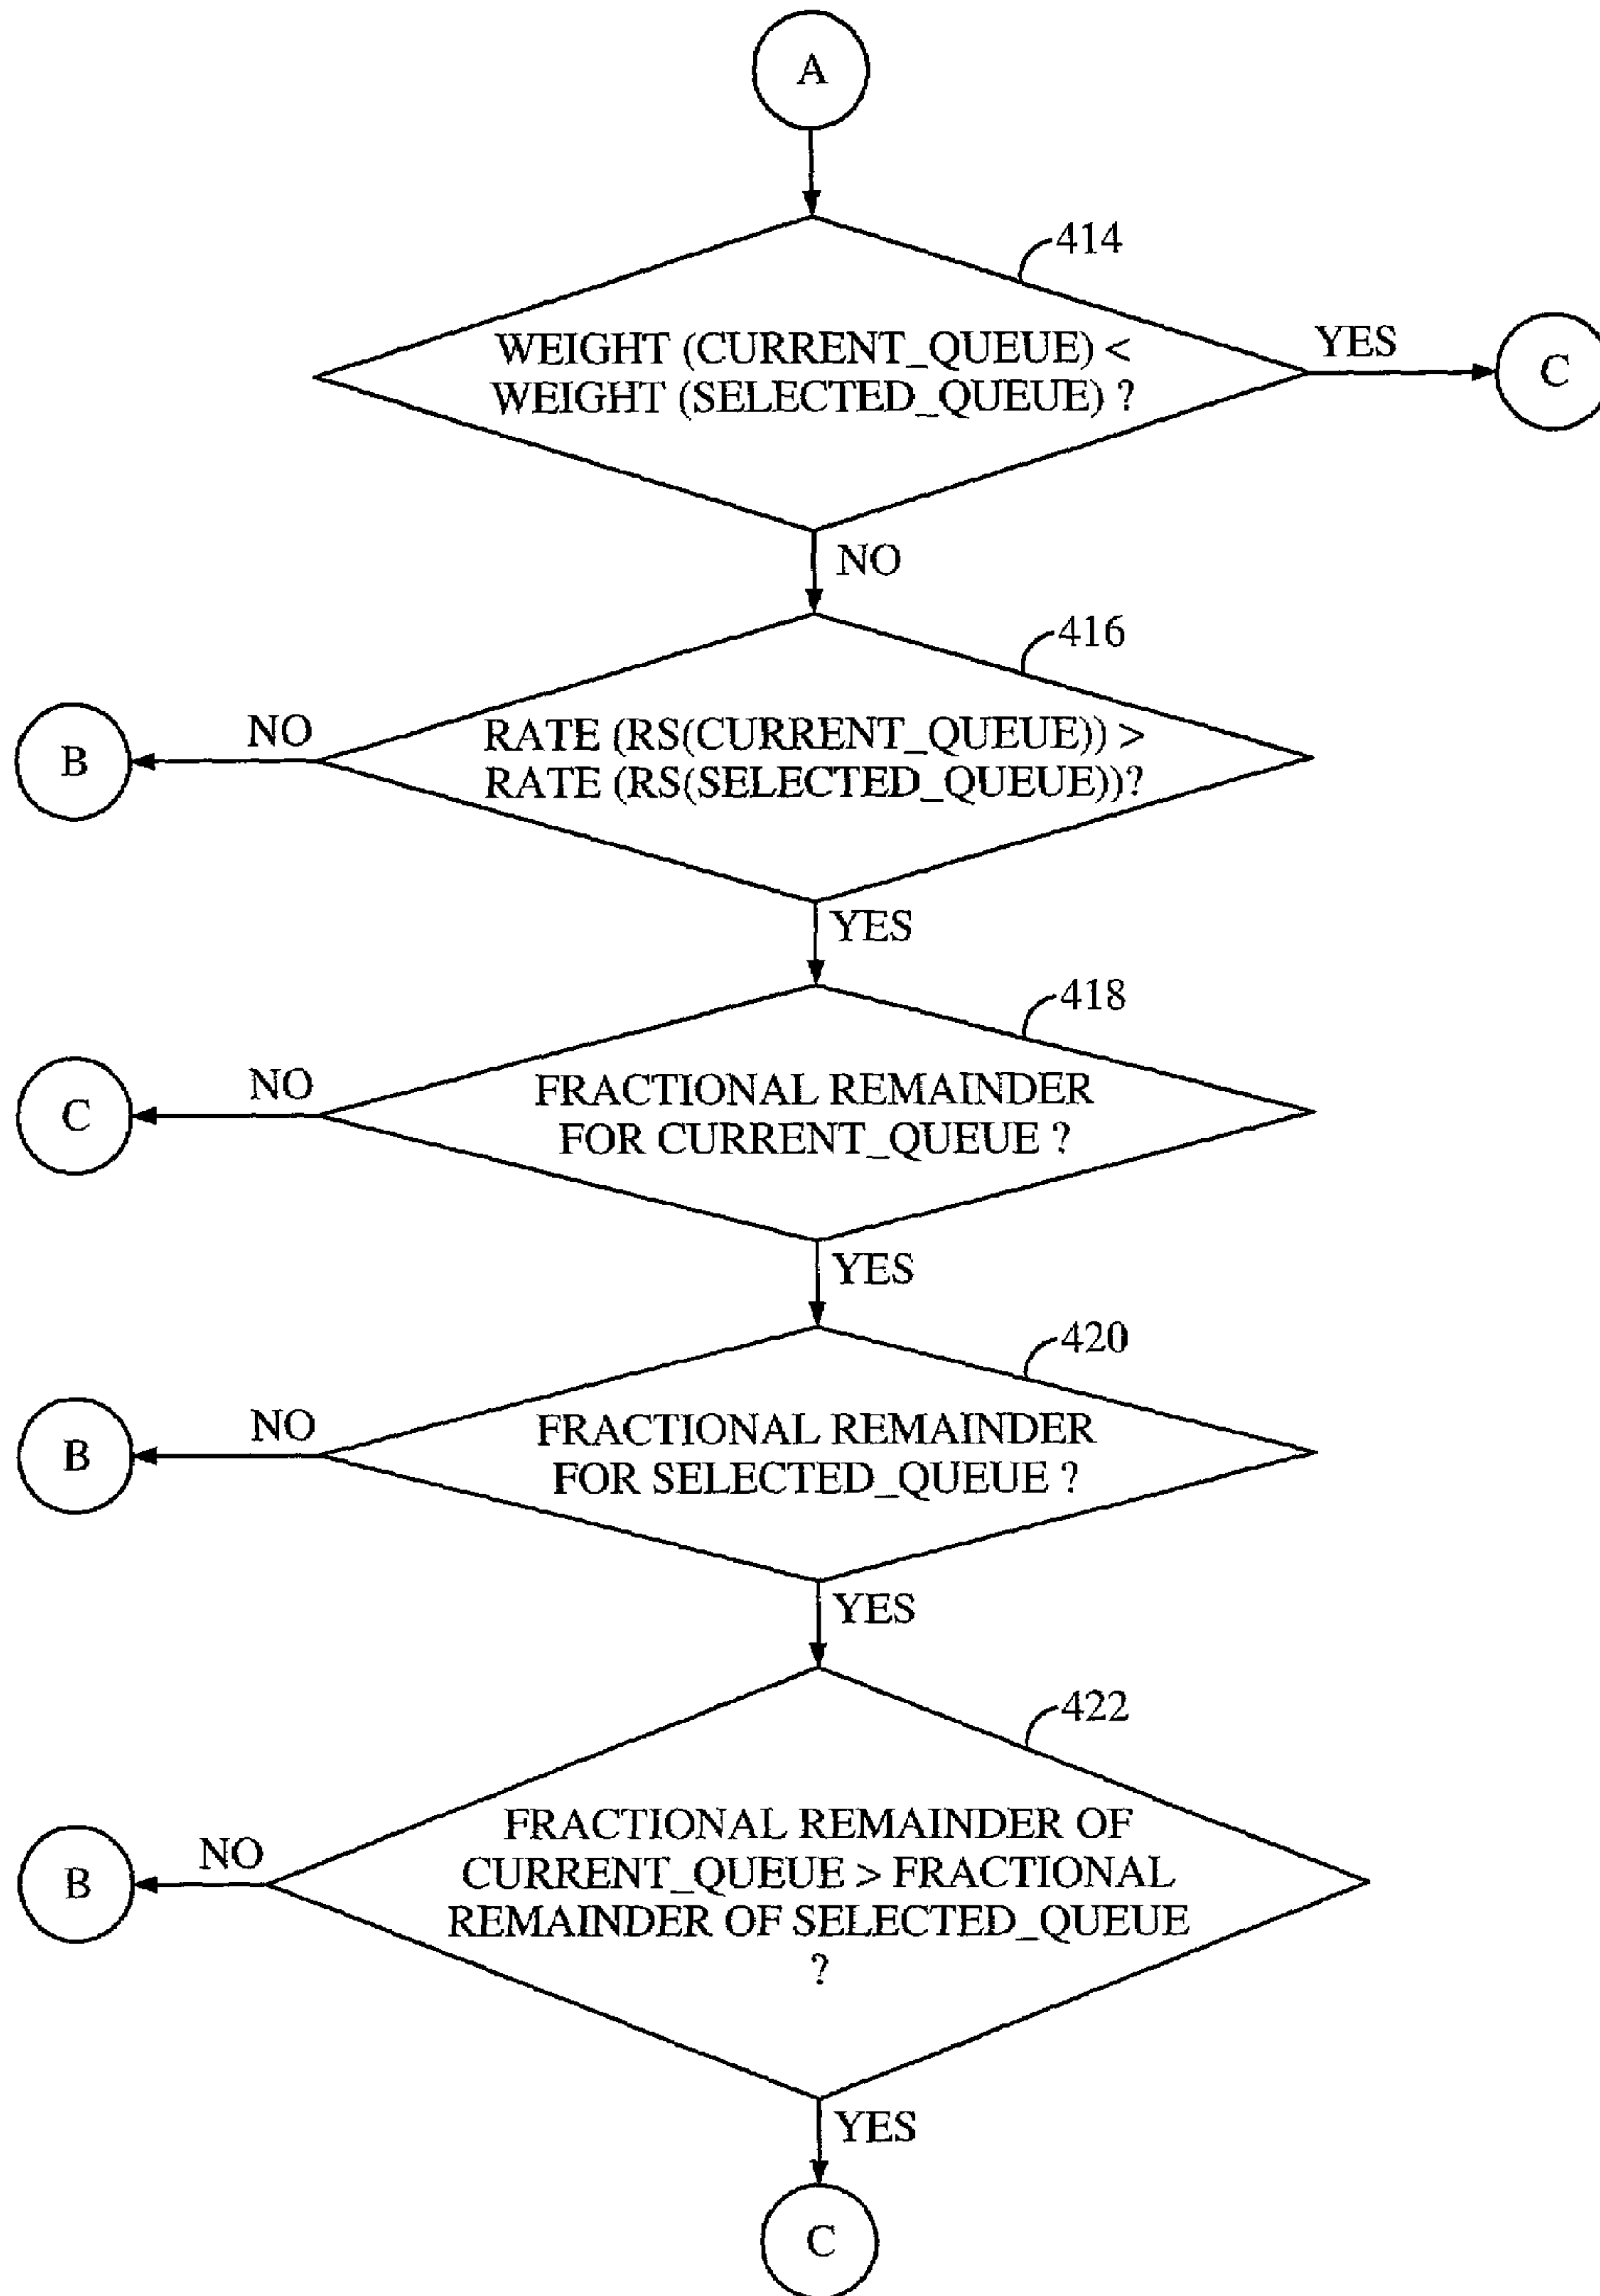 A
414
WEIGHT (CURRENT_QUEUE) <
WEIGHT (SELECTED_QUEUE) ?
YES
C
NO
416
RATE (RS(CURRENT_QUEUE)) >
RATE (RS(SELECTED_QUEUE))?
NO
B
YES
418
FRACTIONAL REMAINDER
FOR CURRENT_QUEUE ?
NO
C
YES
420
FRACTIONAL REMAINDER
FOR SELECTED_QUEUE ?
NO
B
YES
422
FRACTIONAL REMAINDER OF
CURRENT_QUEUE > FRACTIONAL
REMAINDER OF SELECTED_QUEUE
?
NO
B
YES
C